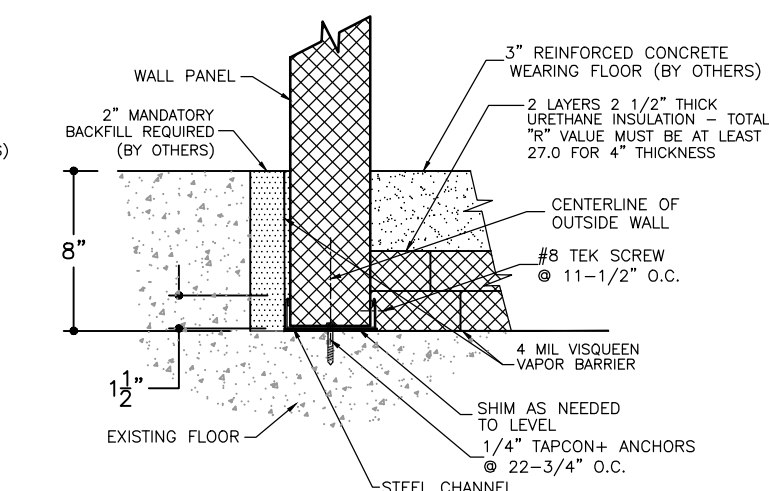 WALL PANEL
2" MANDATORY
BACKFILL REQUIRED
(BY OTHERS)
S)
8"
1 1/2"
EXISTING FLOOR
3" REINFORCED CONCRETE
WEARING FLOOR (BY OTHERS)
2 LAYERS 2 1/2" THICK
URETHANE INSULATION – TOTAL
"R" VALUE MUST BE AT LEAST
27.0 FOR 4" THICKNESS
CENTERLINE OF
OUTSIDE WALL
#8 TEK SCREW
@ 11-1/2" O.C.
4 MIL VISQUEEN
VAPOR BARRIER
SHIM AS NEEDED
TO LEVEL
1/4" TAPCON+ ANCHORS
@ 22-3/4" O.C.
STEEL CHANNEL